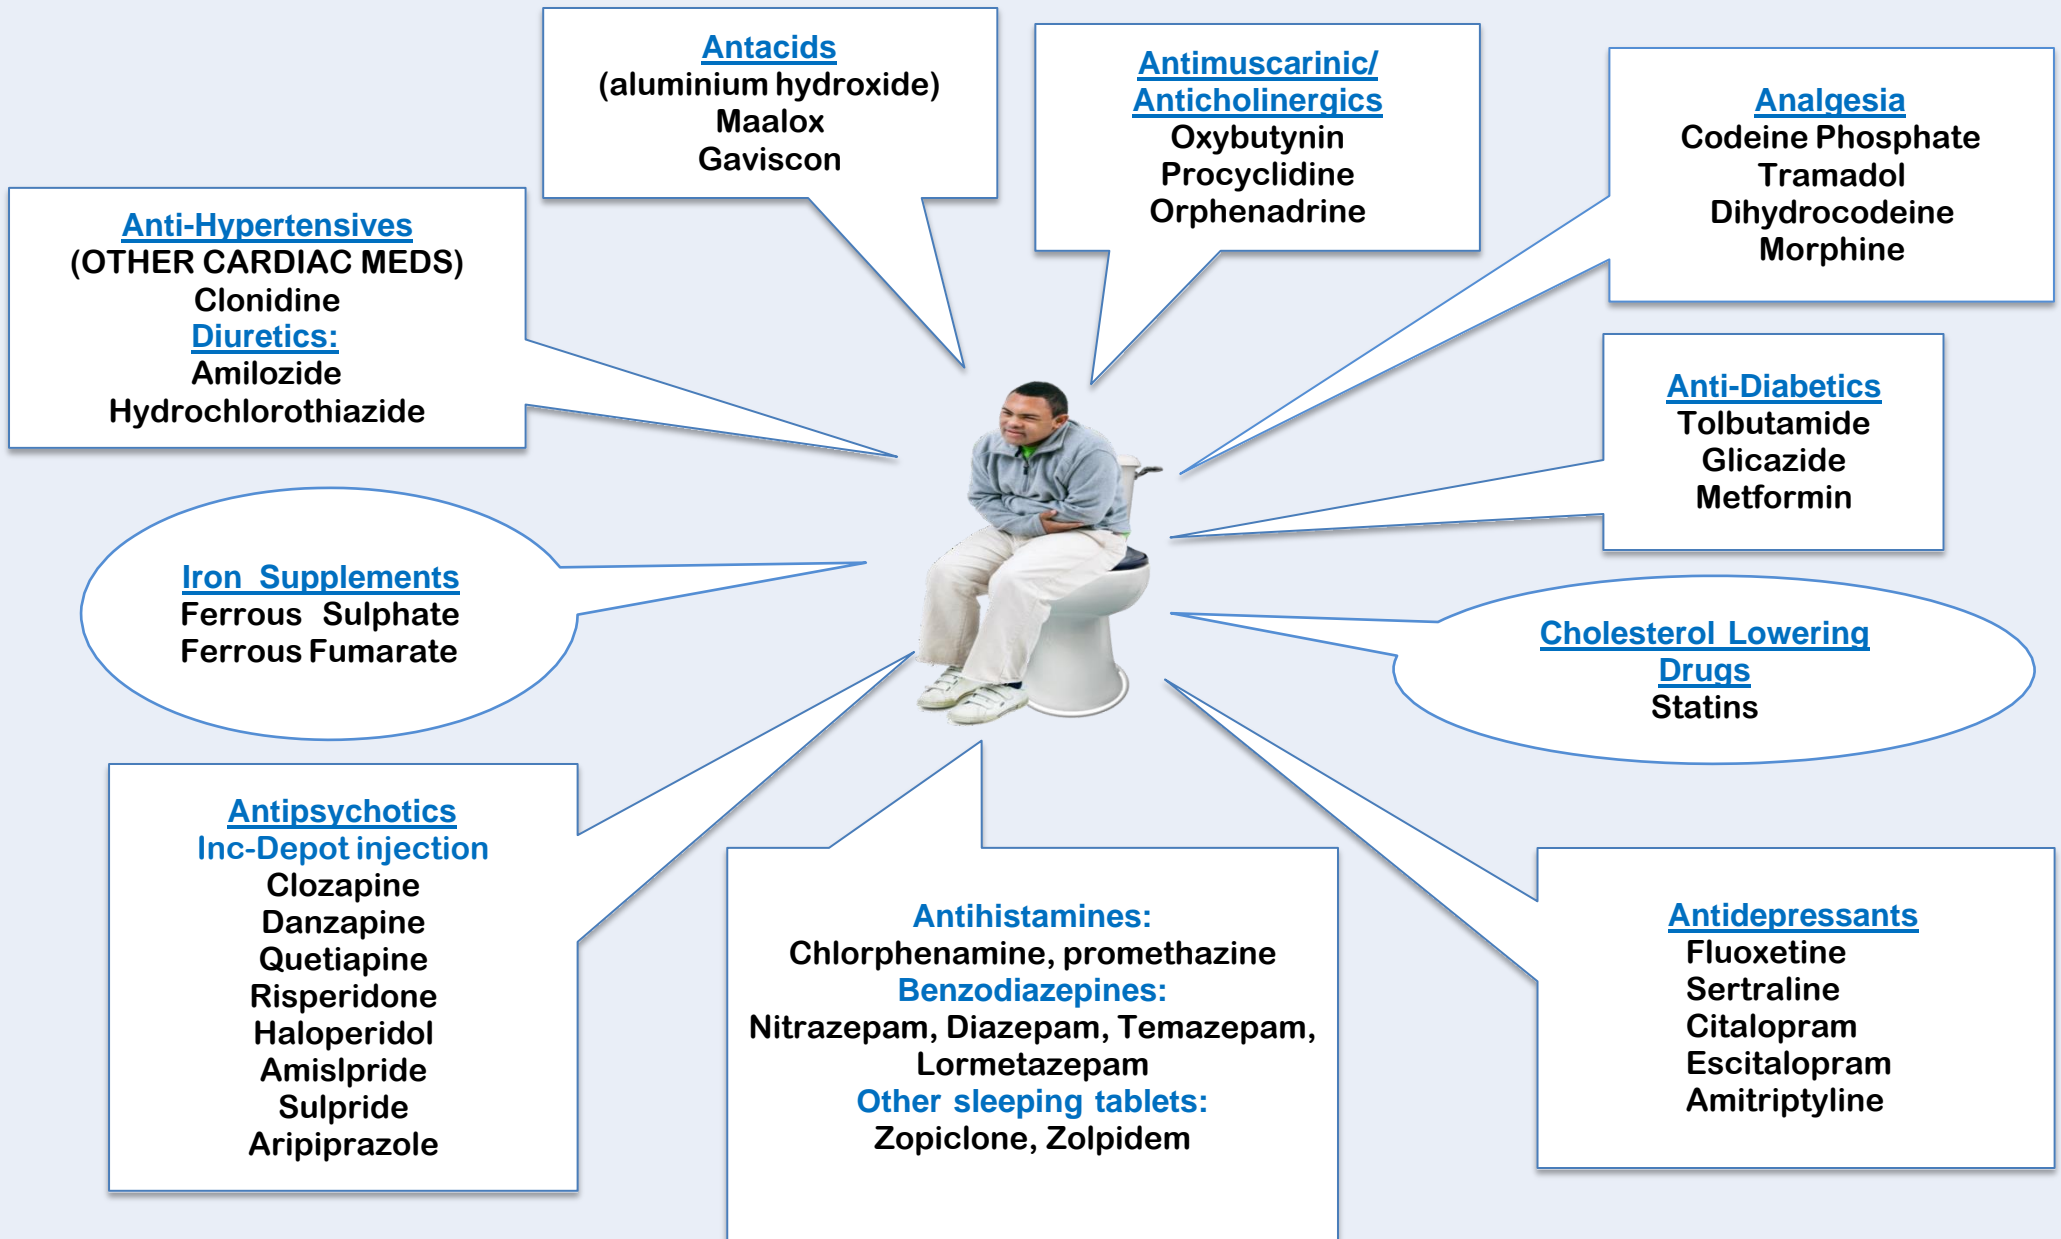 Antacids
(aluminium hydroxide)
Maalox
Gaviscon
Antimuscarinic/
Anticholinergics
Oxybutynin
Procyclidine
Orphenadrine
Analgesia
Codeine Phosphate
Tramadol
Dihydrocodeine
Morphine
Anti-Hypertensives
(OTHER CARDIAC MEDS)
Clonidine
Diuretics:
Amilozide
Hydrochlorothiazide
Anti-Diabetics
Tolbutamide
Glicazide
Metformin
Iron Supplements
Ferrous Sulphate
Ferrous Fumarate
Cholesterol Lowering
Drugs
Statins
Antipsychotics
Inc-Depot injection
Clozapine
Danzapine
Quetiapine
Risperidone
Haloperidol
Amislpride
Sulpride
Aripiprazole
Antihistamines:
Chlorphenamine, promethazine
Benzodiazepines:
Nitrazepam, Diazepam, Temazepam,
Lormetazepam
Other sleeping tablets:
Zopiclone, Zolpidem
Antidepressants
Fluoxetine
Sertraline
Citalopram
Escitalopram
Amitriptyline